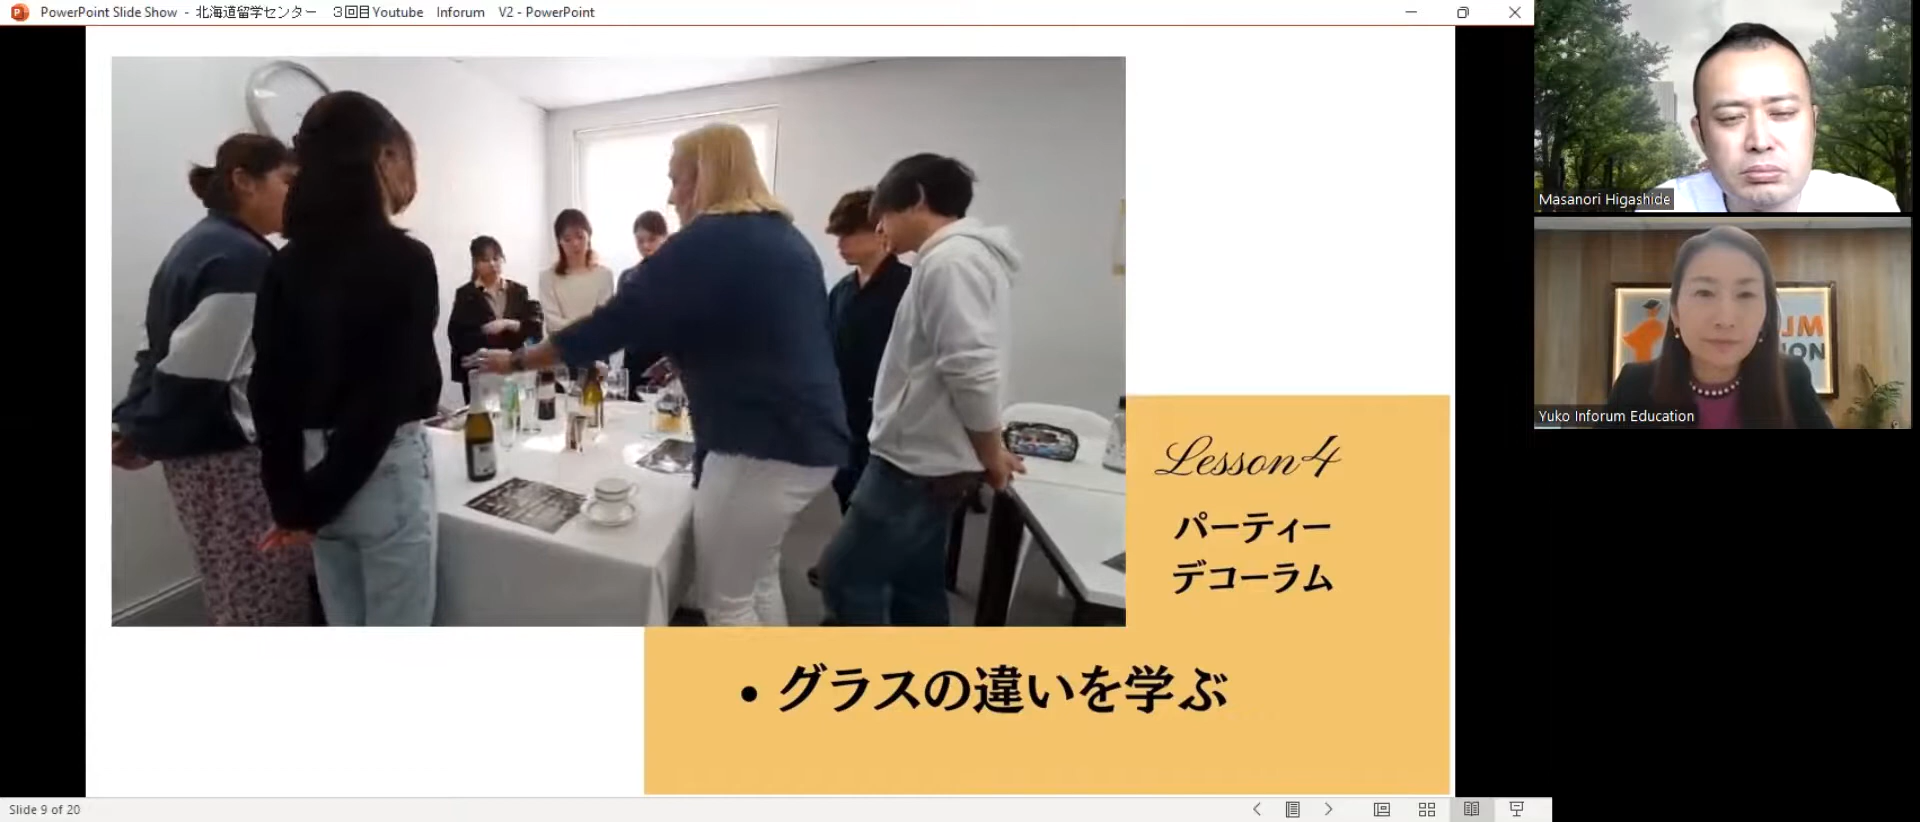 PowerPoint Slide Show - 北海道留学センター 3回目Youtube Inforum V2 - PowerPoint
Masanori Higashide
Yuko Inforum Education
Lesson 4
パーティー
デコーラム
• グラスの違いを学ぶ
Slide 9 of 20